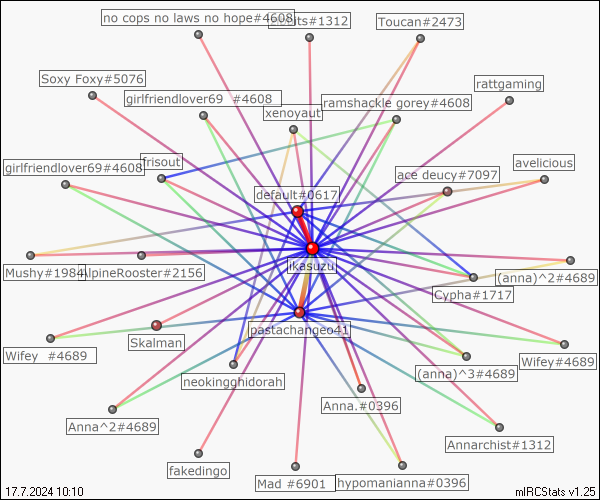 no cops no laws no hope#4608
its#1312
Toucan#2473
Soxy Foxy#5076
rattgaming
girlfriendlover69 #4608
ramshackle gorey#4608
xenoyaut
girlfriendlover69#4608
frisout
ace deucy#7097
avelicious
default#0617
ikasuzu
Mushy#1984
AlpineRooster#2156
(anna)^2#4689
Cypha#1717
pastachangeo41
Skalman
Wifey #4689
Wifey#4689
(anna)^3#4689
neokingghidorah
Anna.#0396
Anna^2#4689
Annarchist#1312
fakedingo
Mad #6901
hypomanianna#0396
17.7.2024 10:10
mIRCStats v1.25